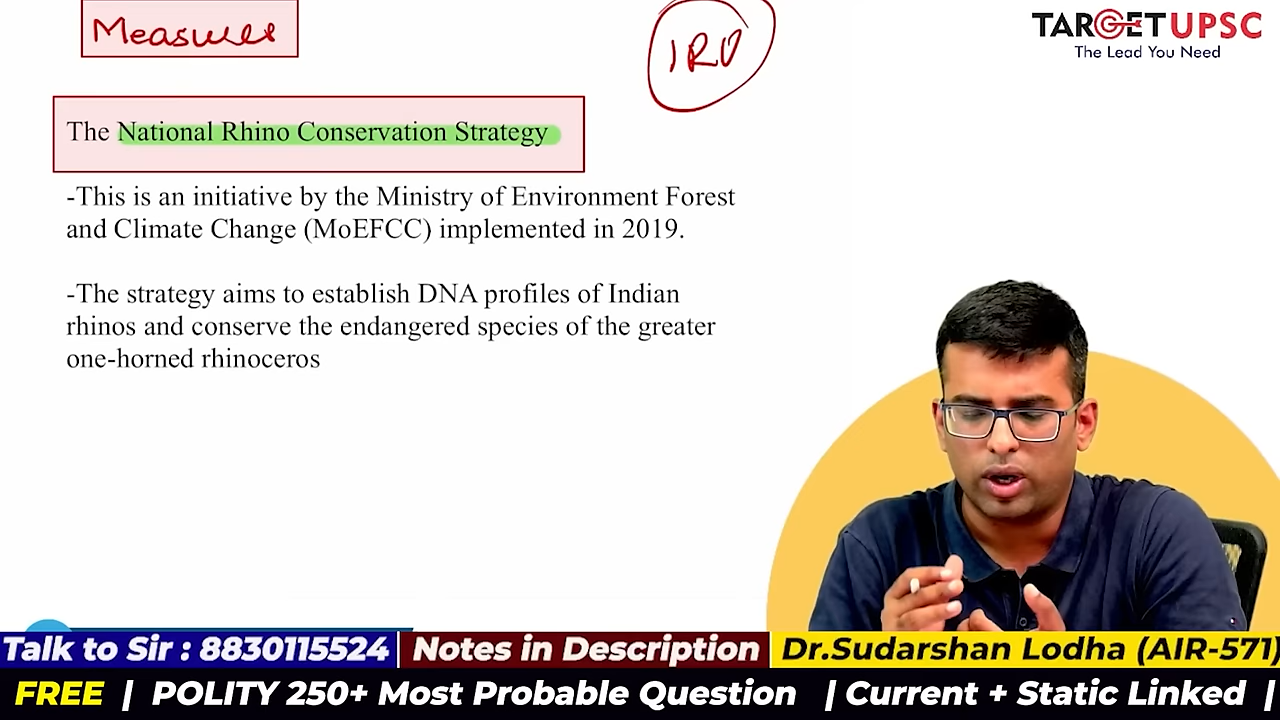 Measures
IRV
TARGET UPSC
The Lead You Need
The National Rhino Conservation Strategy
-This is an initiative by the Ministry of Environment Forest
and Climate Change (MoEFCC) implemented in 2019.
-The strategy aims to establish DNA profiles of Indian
rhinos and conserve the endangered species of the greater
one-horned rhinoceros
Talk to Sir : 8830115524
Notes in Description
Dr.Sudarshan Lodha (AIR-571)
FREE | POLITY 250+ Most Probable Question | Current + Static Linked |